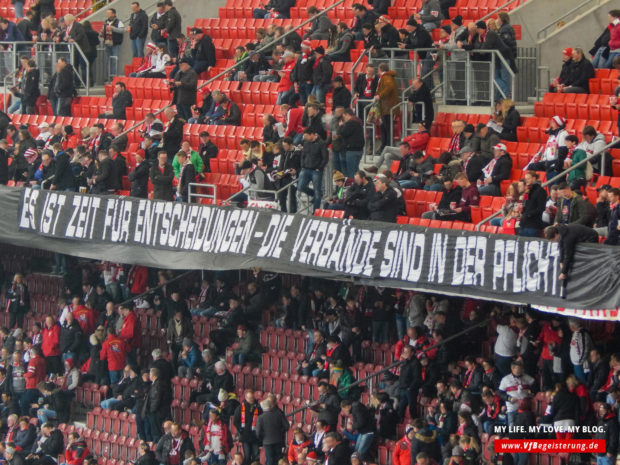 ES IST ZEIT FÜR ENTSCHEIDUNGEN - DIE VERBÄNDE SIND IN DER PFLICHT!
MY LIFE. MY LOVE. MY BLOG.
www.VfBegeisterung.de